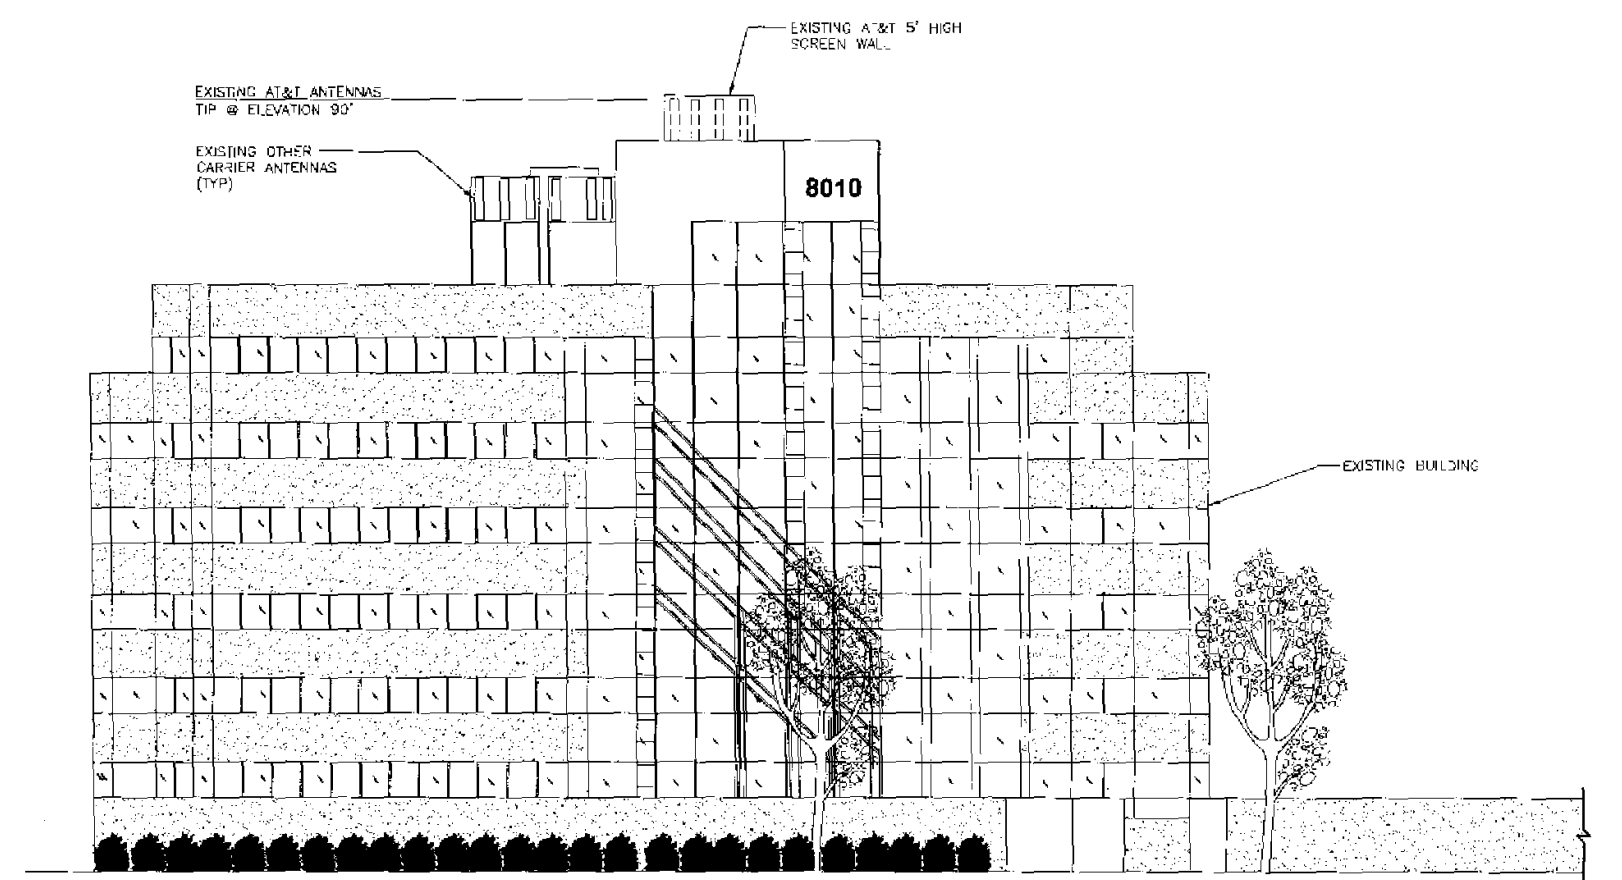 EXISTING AT&T 5' HIGH
SCREEN WALL
EXISTING AT&T ANTENNAS
TIP @ ELEVATION 90'
EXISTING OTHER
CARRIER ANTENNAS
(TYP)
8010
EXISTING BUILDING